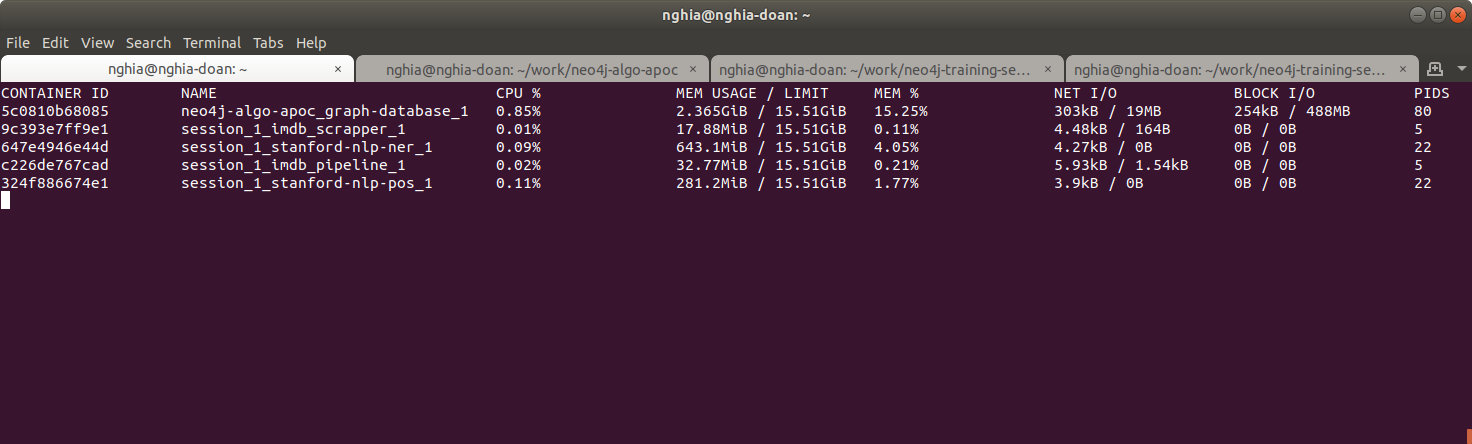 nghia@nghia-doan: ~
File Edit View Search Terminal Tabs Help
nghia@nghia-doan: ~ × nghia@nghia-doan: ~/work/neo4j-algo-apoc × nghia@nghia-doan: ~/work/neo4j-training-se... × nghia@nghia-doan: ~/work/neo4j-training-se... ×
CONTAINER ID NAME CPU % MEM USAGE / LIMIT MEM % NET I/O BLOCK I/O PIDS
5c0810b68085 neo4j-algo-apoc_graph-database_1 0.85% 2.365GiB / 15.51GiB 15.25% 303kB / 19MB 254kB / 488MB 80
9c393e7ff9e1 session_1_imdb_scrapper_1 0.01% 17.88MiB / 15.51GiB 0.11% 4.48kB / 164B 0B / 0B 5
647e4946e44d session_1_stanford-nlp-ner_1 0.09% 643.1MiB / 15.51GiB 4.05% 4.27kB / 0B 0B / 0B 22
c226de767cad session_1_imdb_pipeline_1 0.02% 32.77MiB / 15.51GiB 0.21% 5.93kB / 1.54kB 0B / 0B 5
324f886674e1 session_1_stanford-nlp-pos_1 0.11% 281.2MiB / 15.51GiB 1.77% 3.9kB / 0B 0B / 0B 22